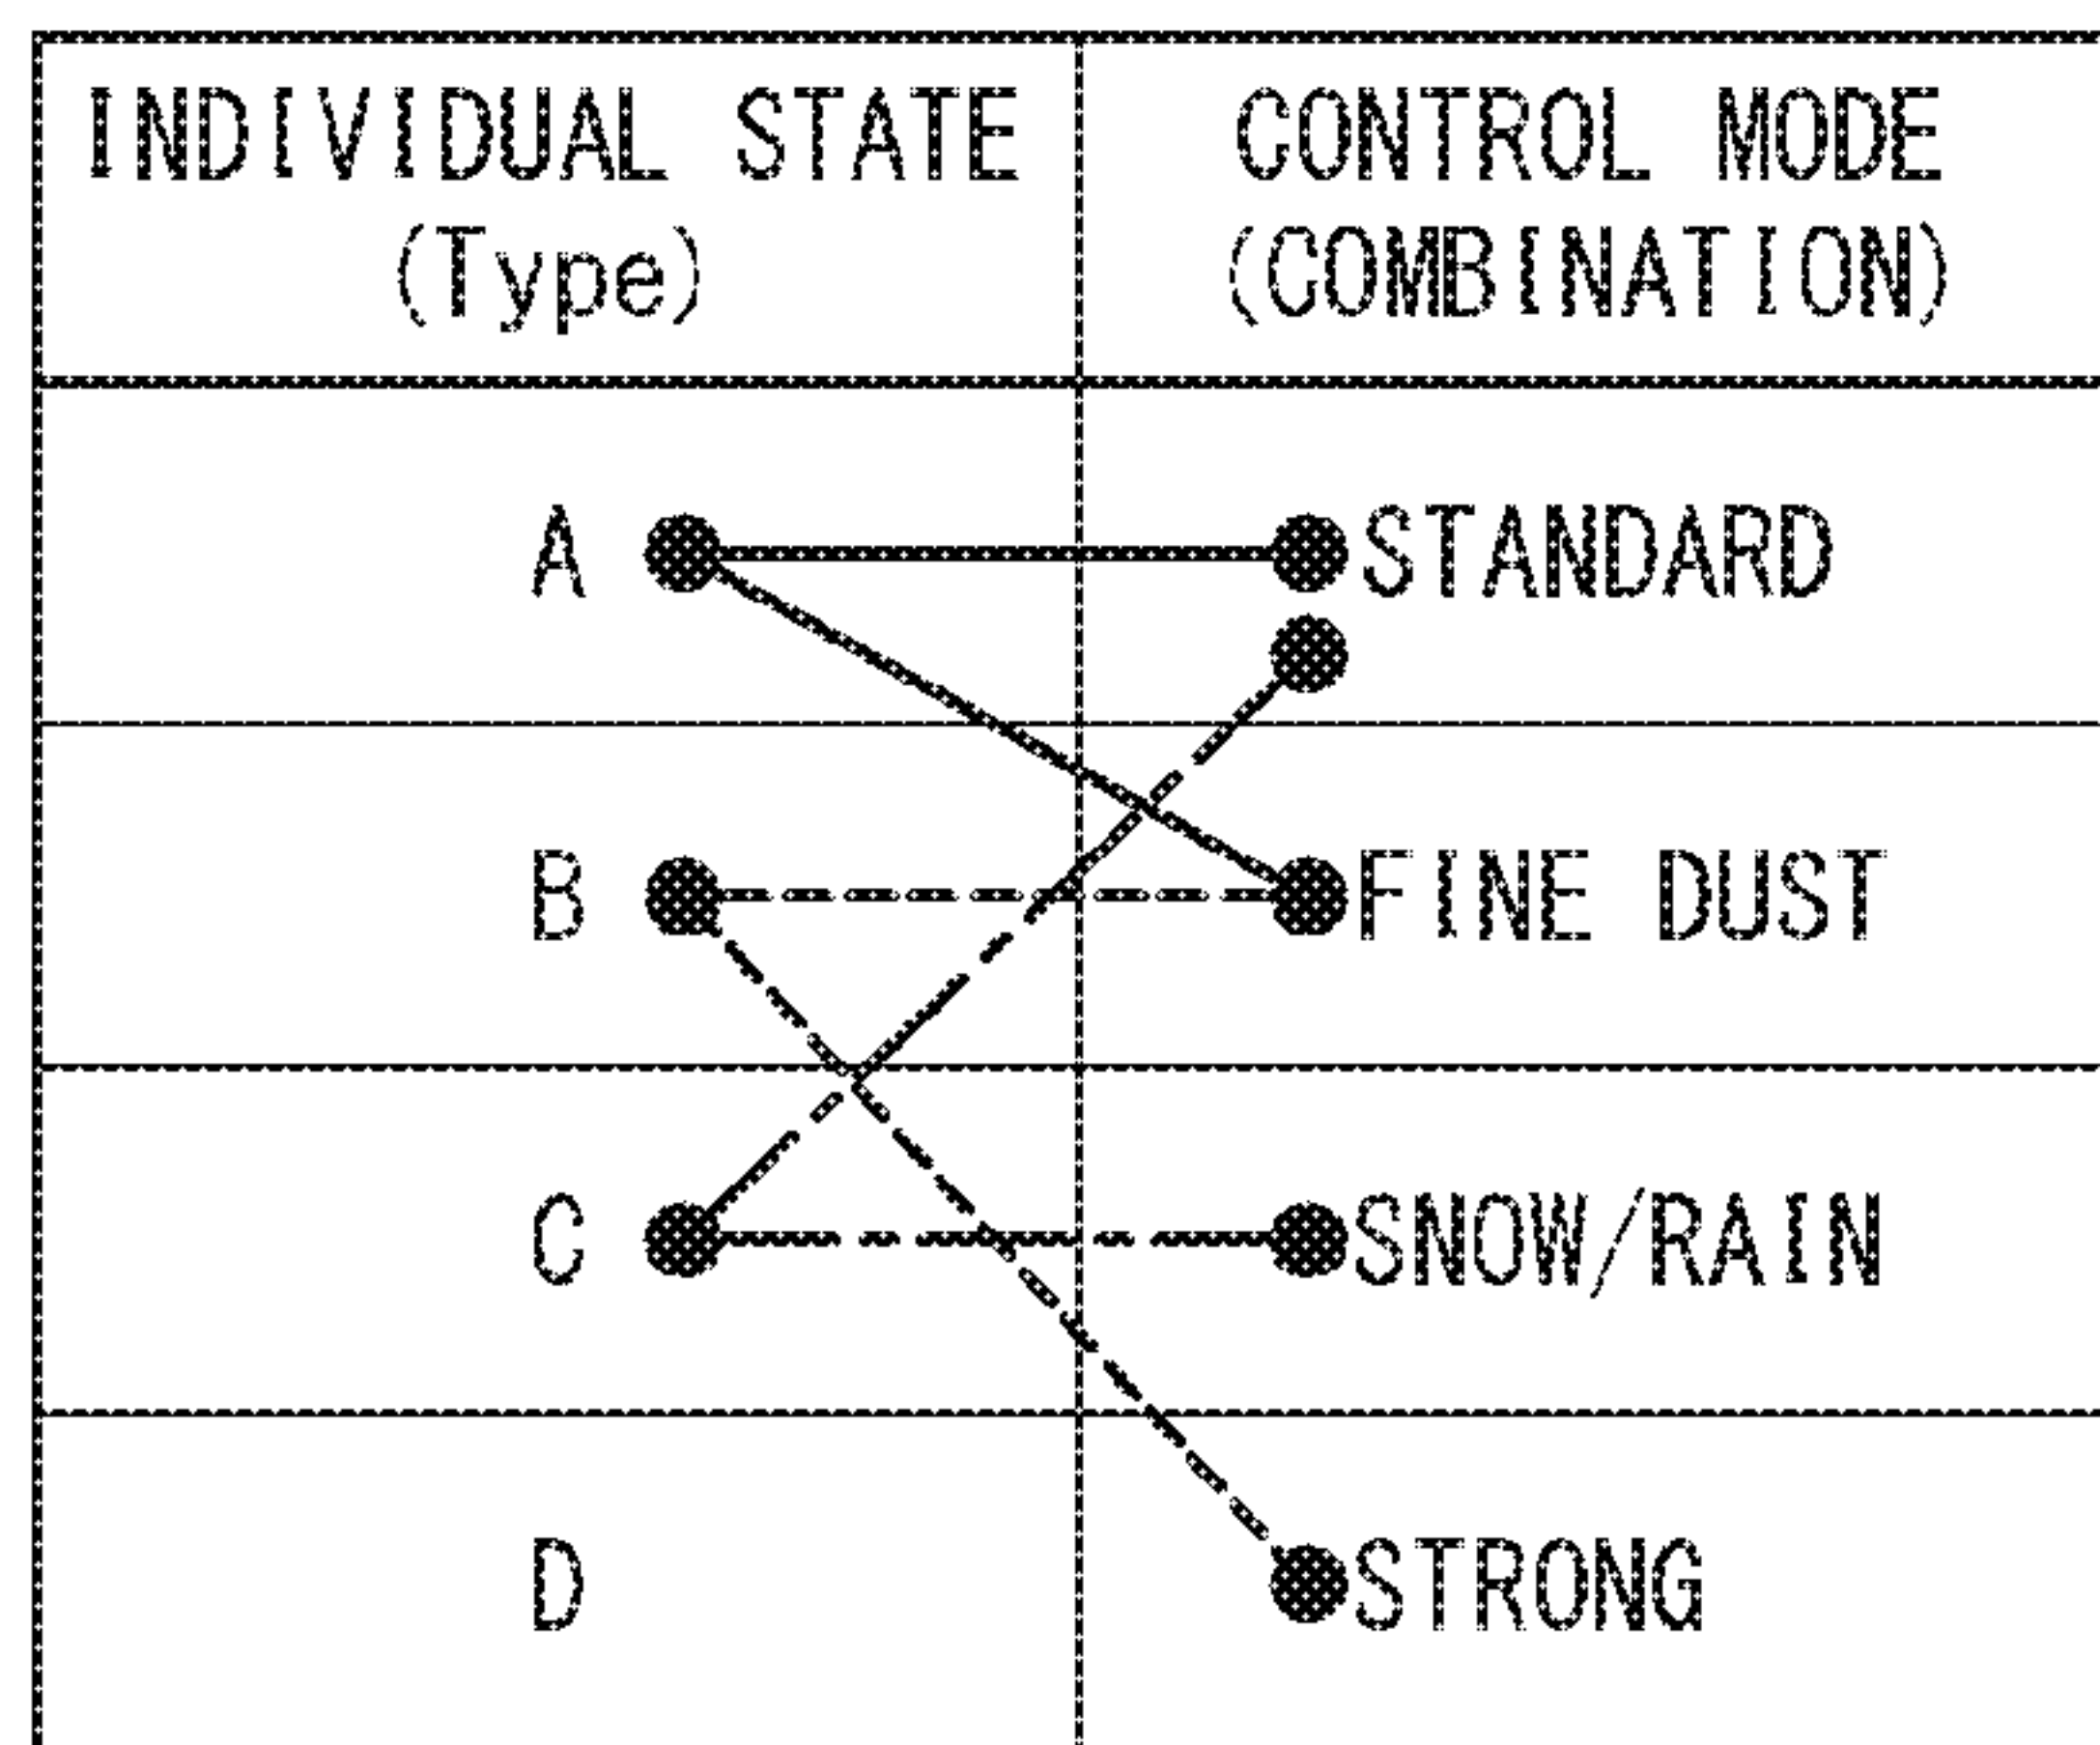 INDIVIDUAL STATE
(Type)
CONTROL MODE
(COMBINATION)
A
STANDARD
B
FINE DUST
C
SNOW/RAIN
D
STRONG